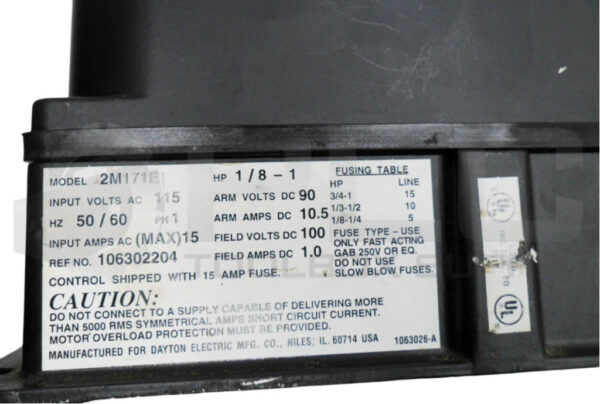 MODEL 2M171E HP 1/8 - 1
INPUT VOLTS AC 115 ARM VOLTS DC 90
HZ 50/60 PH 1 ARM AMPS DC 10.5
INPUT AMPS AC (MAX) 15 FIELD VOLTS DC 100
REF NO. 106302204 FIELD AMPS DC 1.0
CONTROL SHIPPED WITH 15 AMP FUSE.
FUSING TABLE
HP LINE
3/4-1 15
1/3-1/2 10
1/8-1/4 5
FUSE TYPE - USE
ONLY FAST ACTING
GAB 250V OR EQ.
DO NOT USE
SLOW BLOW FUSES.
CAUTION:
DO NOT CONNECT TO A SUPPLY CAPABLE OF DELIVERING MORE
THAN 5000 RMS SYMMETRICAL AMPS SHORT CIRCUIT CURRENT.
MOTOR OVERLOAD PROTECTION MUST BE PROVIDED.
MANUFACTURED FOR DAYTON ELECTRIC MFG. CO., NILES, IL. 60714 USA 1063026-A
UL
UL